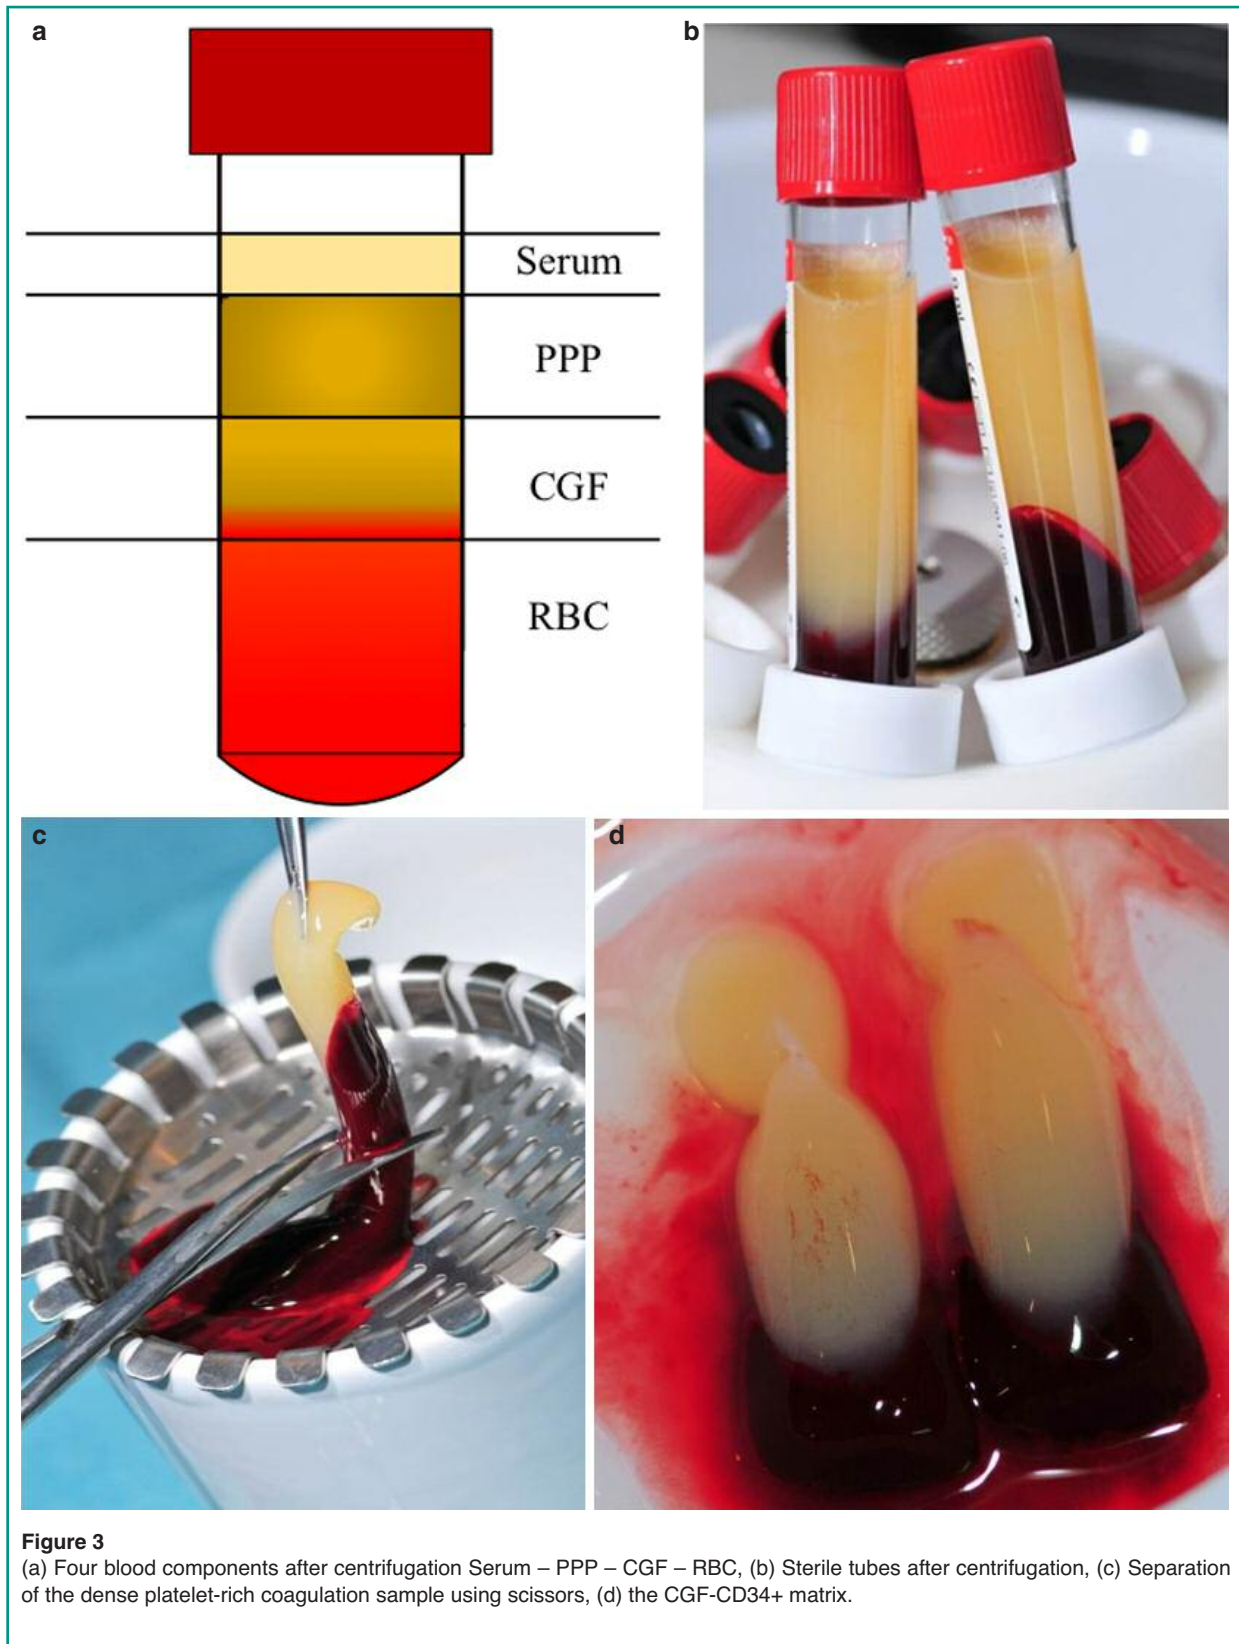 a
b
Serum
PPP
CGF
RBC
c
d
Figure 3
(a) Four blood components after centrifugation Serum – PPP – CGF – RBC, (b) Sterile tubes after centrifugation, (c) Separation
of the dense platelet-rich coagulation sample using scissors, (d) the CGF-CD34+ matrix.